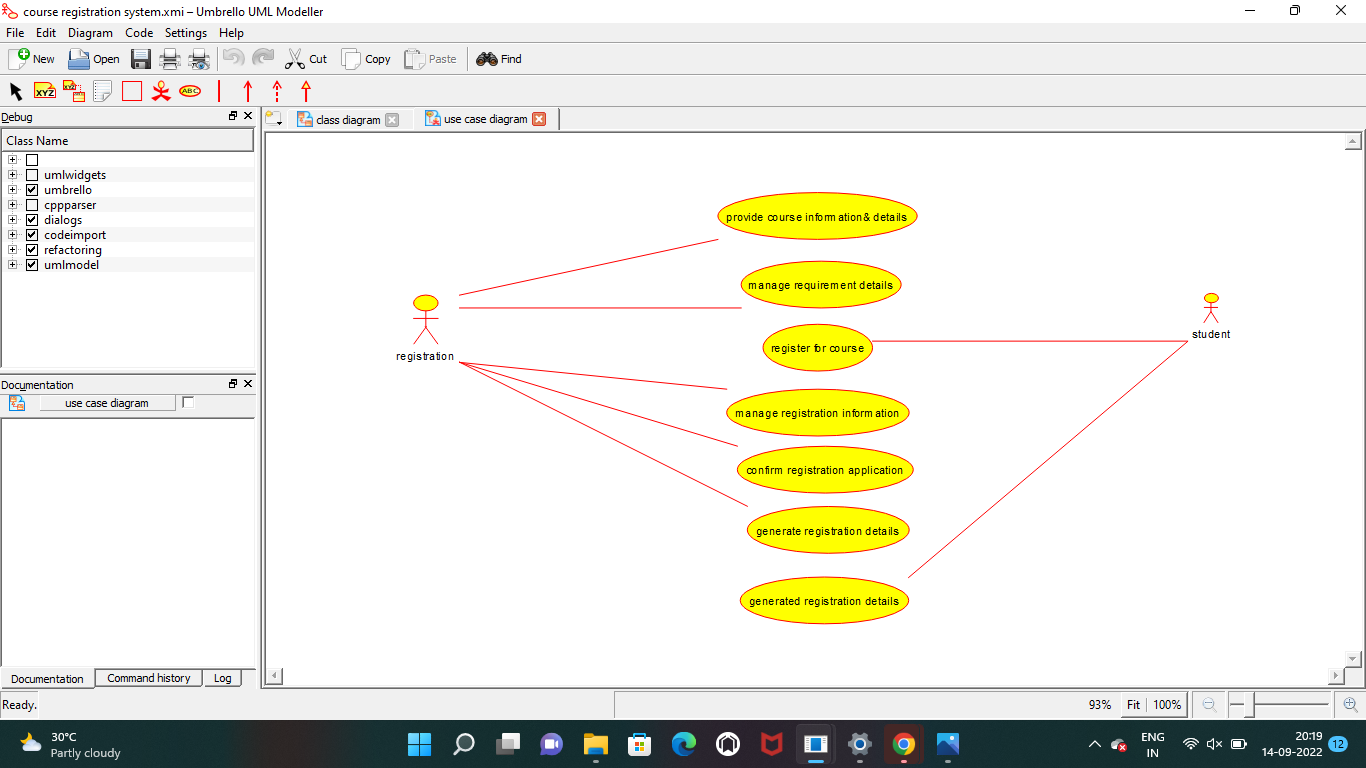 course registration system.xmi – Umbrello UML Modeller
File Edit Diagram Code Settings Help
New Open Cut Copy Paste Find
XYZ XYZ ABC
Debug
class diagram use case diagram
Class Name
umlwidgets
umbrello
cppparser
dialogs
codeimport
refactoring
umlmodel
provide course information& details
manage requirement details
register for course
student
registration
manage registration information
confirm registration application
generate registration details
generated registration details
Documentation
use case diagram
Documentation Command history Log
Ready.
93% Fit 100%
30°C
Partly cloudy
ENG
IN
20:19
14-09-2022
12